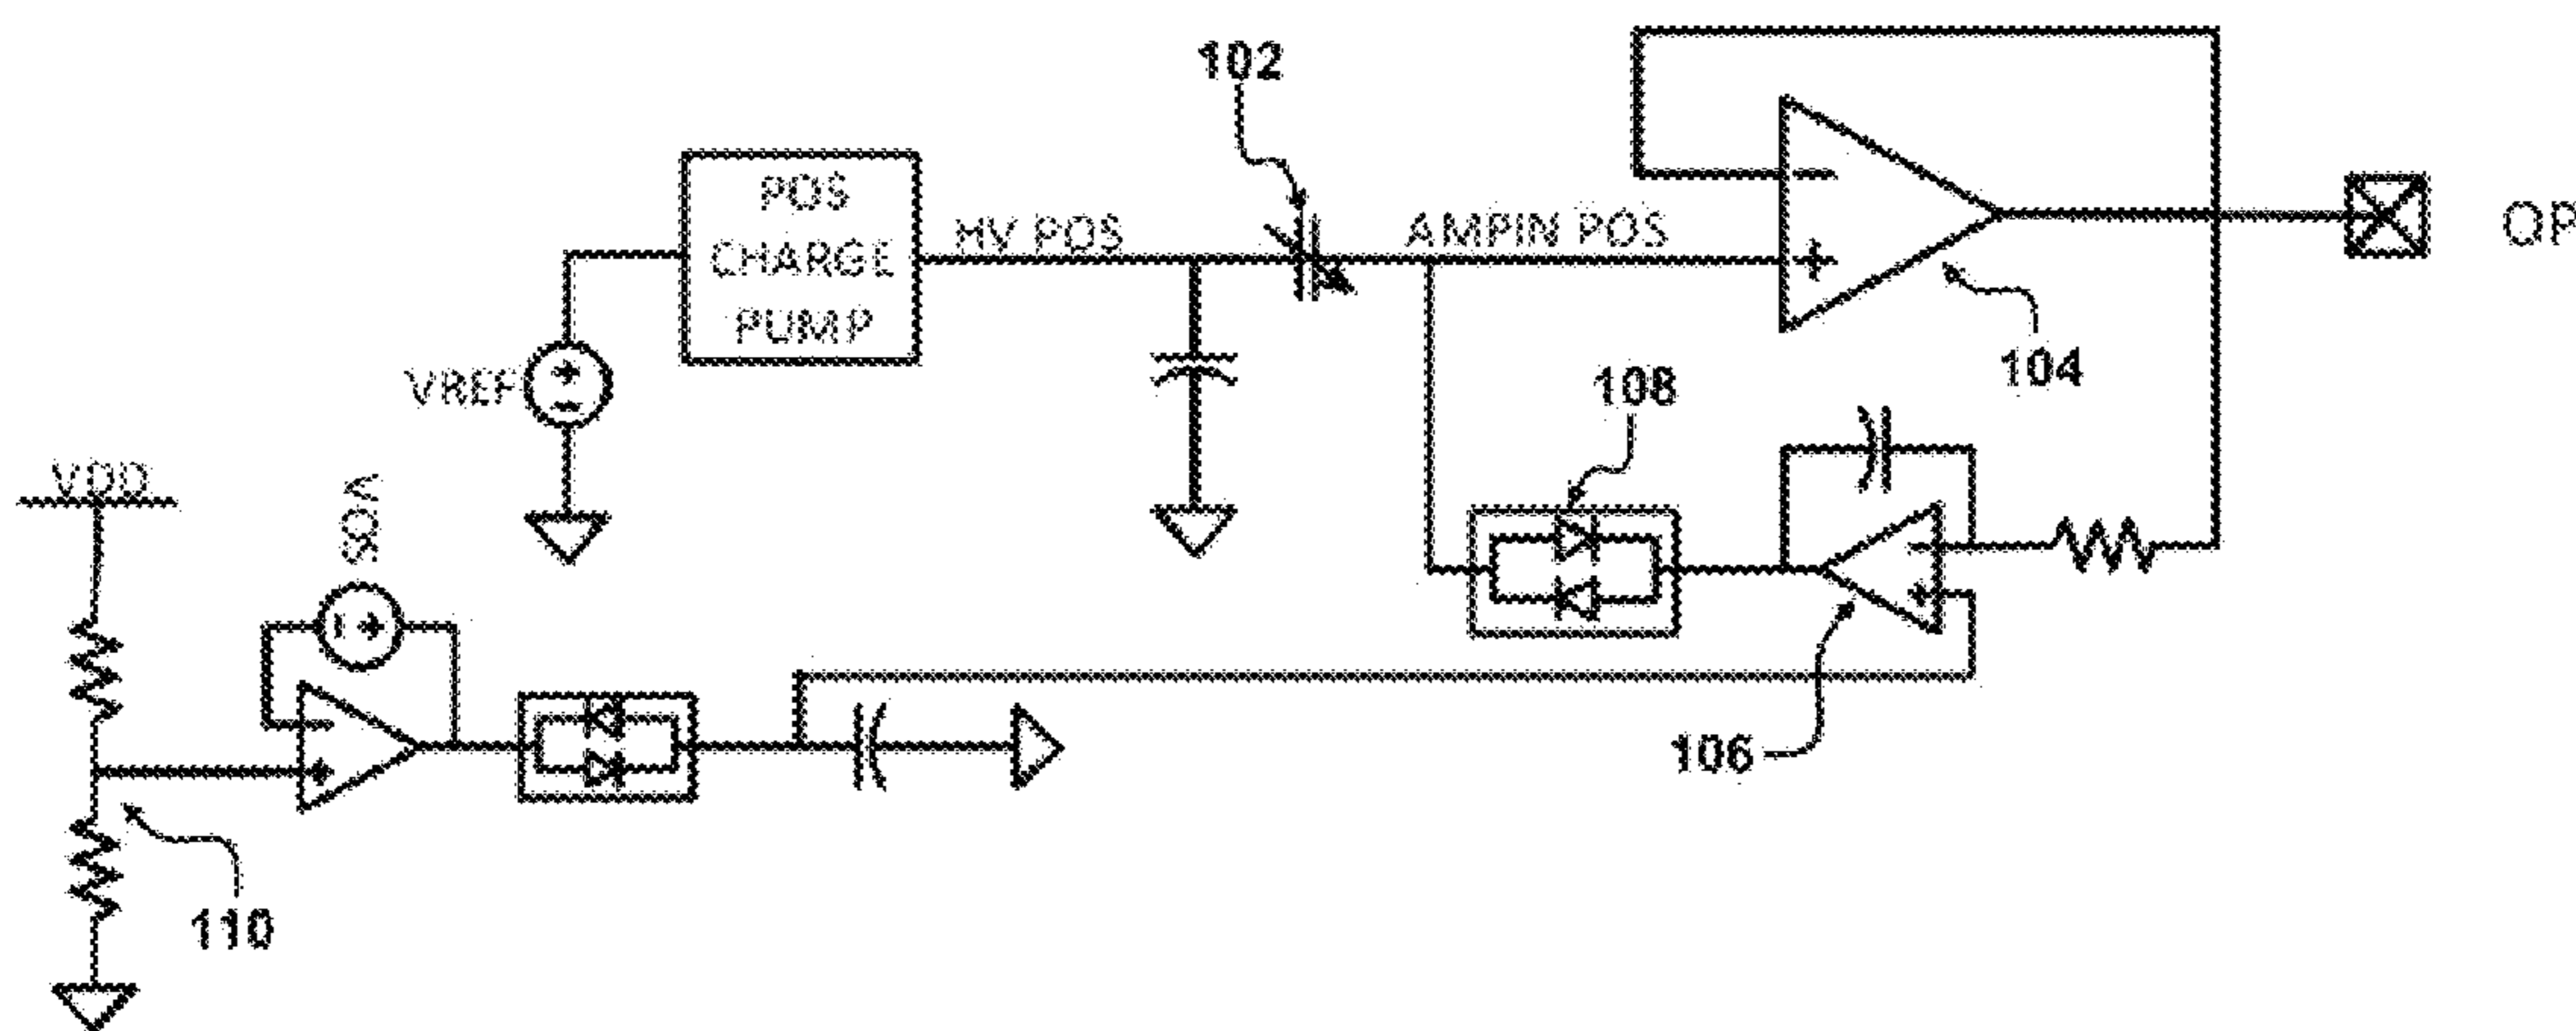 102
POS
CHARGE
PUMP
HV POS
AMPIN POS
OP
VREF
104
108
VDD
VOS
106
110